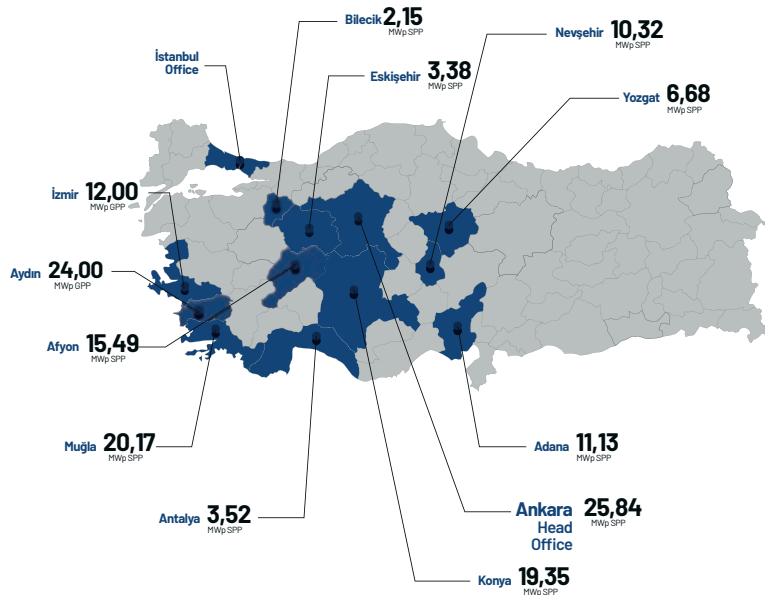 Bilecik 2,15
MWp SPP
Nevşehir 10,32
MWp SPP
İstanbul
Office
Eskişehir 3,38
MWp SPP
Yozgat 6,68
MWp SPP
İzmir 12,00
MWp GPP
Aydın 24,00
MWp GPP
Afyon 15,49
MWp SPP
Muğla 20,17
MWp SPP
Adana 11,13
MWp SPP
Antalya 3,52
MWp SPP
Ankara 25,84
MWp SPP
Head
Office
Konya 19,35
MWp SPP